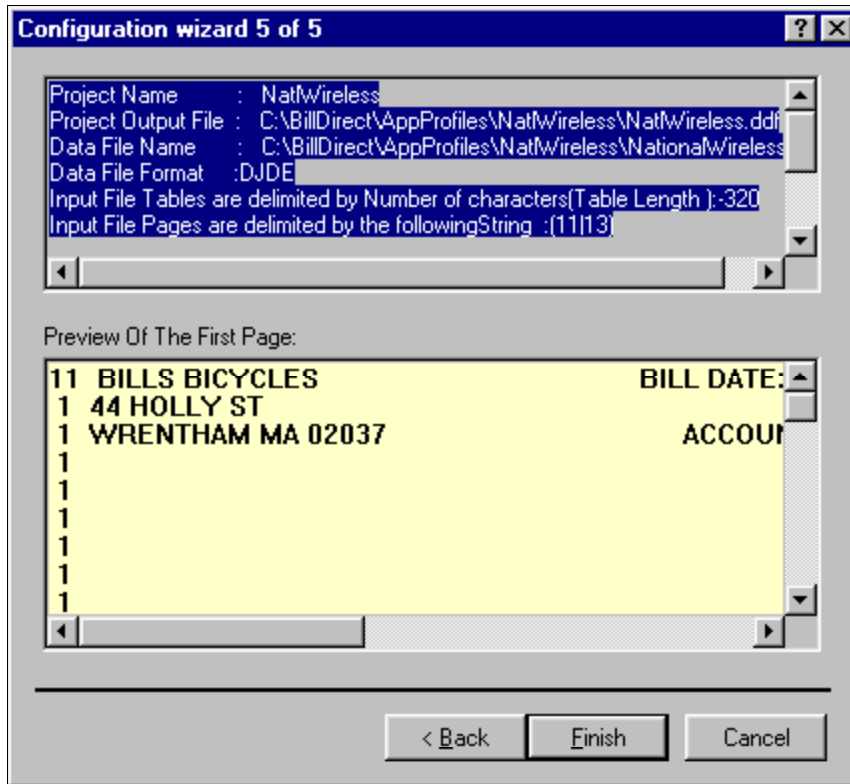 Configuration wizard 5 of 5
Project Name : NatlWireless
Project Output File : C:\BillDirect\AppProfiles\NatlWireless\NatlWireless.ddf
Data File Name : C:\BillDirect\AppProfiles\NatlWireless\NationalWireless
Data File Format :DJDE
Input File Tables are delimited by Number of characters(Table Length ):-320
Input File Pages are delimited by the followingString :(11|13)
Preview Of The First Page:
11 BILLS BICYCLES BILL DATE:
1 44 HOLLY ST
1 WRENTHAM MA 02037 ACCOUN
1
1
1
1
1
1
< Back Finish Cancel